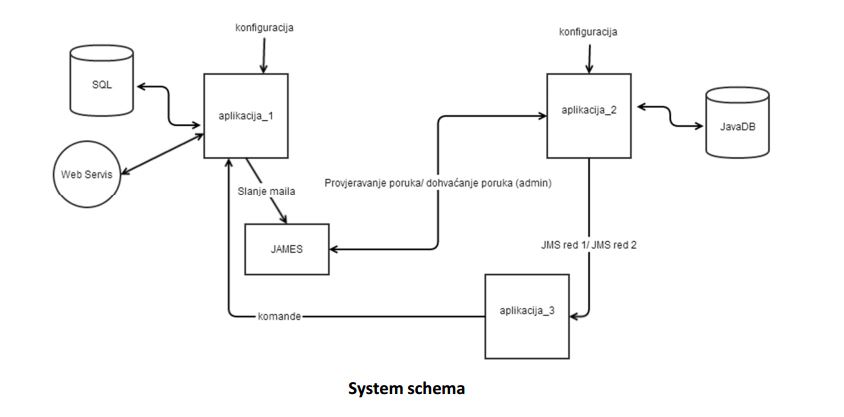 konfiguracija
konfiguracija
SQL
aplikacija_1
aplikacija_2
JavaDB
Web Servis
Slanje maila
Provjeravanje poruka/ dohvaćanje poruka (admin)
JAMES
JMS red 1/ JMS red 2
komande
aplikacija_3
System schema